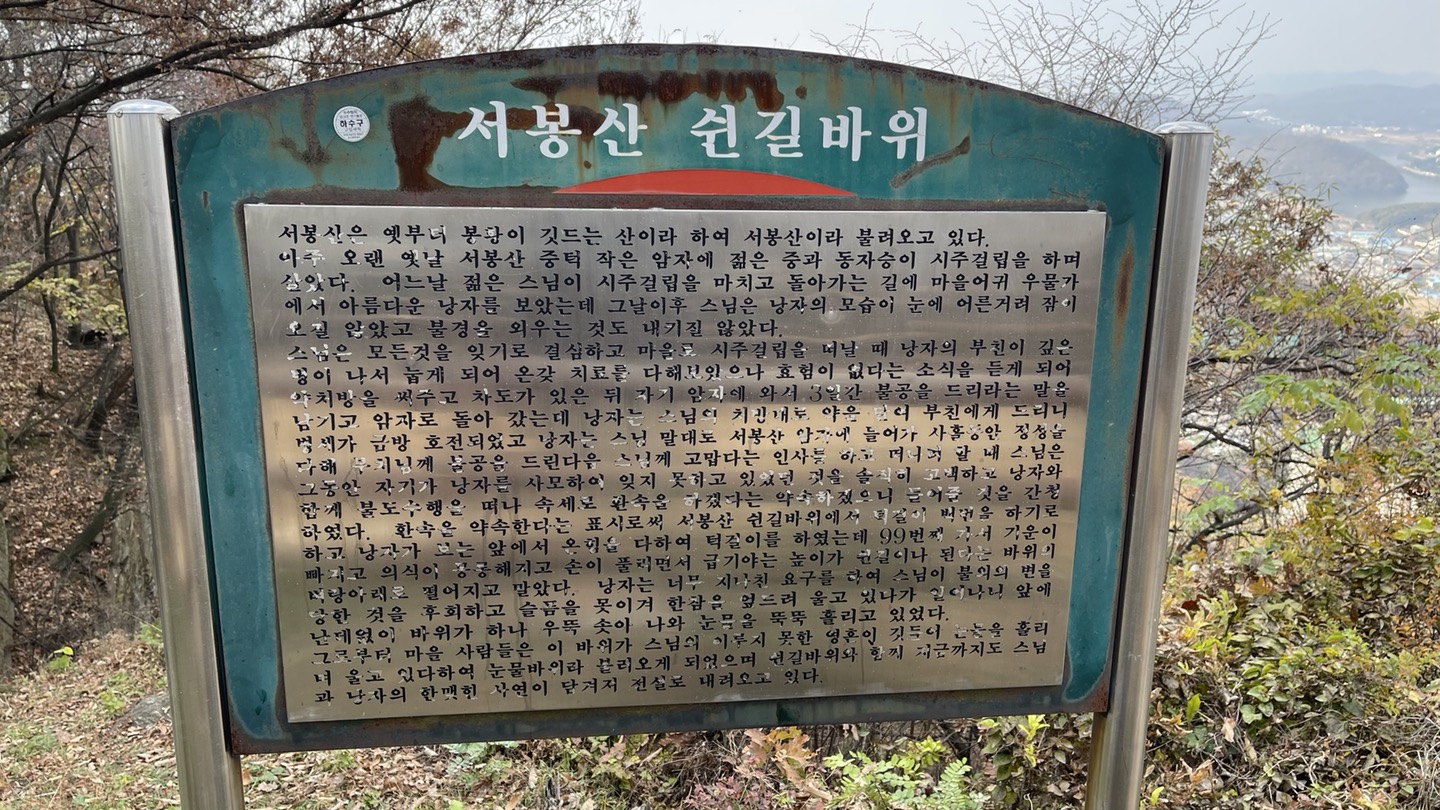 하수구
서봉산 쉰길바위
서봉산은 옛부터 봉황이 깃드는 산이라 하여 서봉산이라 불려오고 있다.
아주 오랜 옛날 서봉산 중턱 작은 암자에 젊은 중과 동자승이 시주걸립을 하며
살았다. 어느날 젊은 스님이 시주걸립을 마치고 돌아가는 길에 마을어귀 우물가
에서 아름다운 낭자를 보았는데 그날이후 스님은 낭자의 모습이 눈에 어른거려 잠이
오질 않았고 불경을 외우는 것도 내키질 않았다.
스님은 모든것을 잊기로 결심하고 마을로 시주걸립을 떠날 때 낭자의 부친이 깊은
병이 나서 눕게 되어 온갖 치료를 다해보았으나 효험이 없다는 소식을 듣게 되어
약처방을 써주고 차도가 있은 뒤 자기 암자에 와서 3일간 불공을 드리라는 말을
남기고 암자로 돌아 갔는데 낭자는 스님의 처방대로 약을 부친에게 드리니
병세가 금방 호전되었고 낭자는 스님 말대로 서봉산 암자에 들어가 사흘동안 정성을
다해 부처님께 불공을 드린다음 스님께 고맙다는 인사를 하고 떠나려 할 때 스님은
그동안 자기가 낭자를 사모하여 잊지 못하고 있었던 것을 솔직히 고백하고 낭자와
함께 불도수행을 떠나 속세로 환속을 하겠다는 약속하였으니 들어줄 것을 간청
하였다. 환속을 약속한다는 표시로써 서봉산 쉰길바위에서 턱걸이 백번을 하기로
하고 낭자가 보는 앞에서 온힘을 다하여 턱걸이를 하였는데 99번째 가서 기운이
빠지고 의식이 몽롱해지고 손이 풀리면서 급기야는 높이가 쉰길이나 된다는 바위의
벼랑아래로 떨어지고 말았다. 낭자는 너무 지나친 요구를 하여 스님이 불의의 변을
당한 것을 후회하고 슬픔을 못이겨 한참을 엎드려 울고 있다가 일어나니 앞에
난데없이 바위가 하나 우뚝 솟아 나와 눈물을 뚝뚝 흘리고 있었다.
그로부터 마을 사람들은 이 바위가 스님의 이루지 못한 영혼이 깃들어 눈물을 흘리
며 울고 있다하여 눈물바위라 불리오게 되었으며 쉰길바위와 함께 지금까지도 스님
과 낭자의 한맺힌 사연이 담겨져 전설로 내려오고 있다.